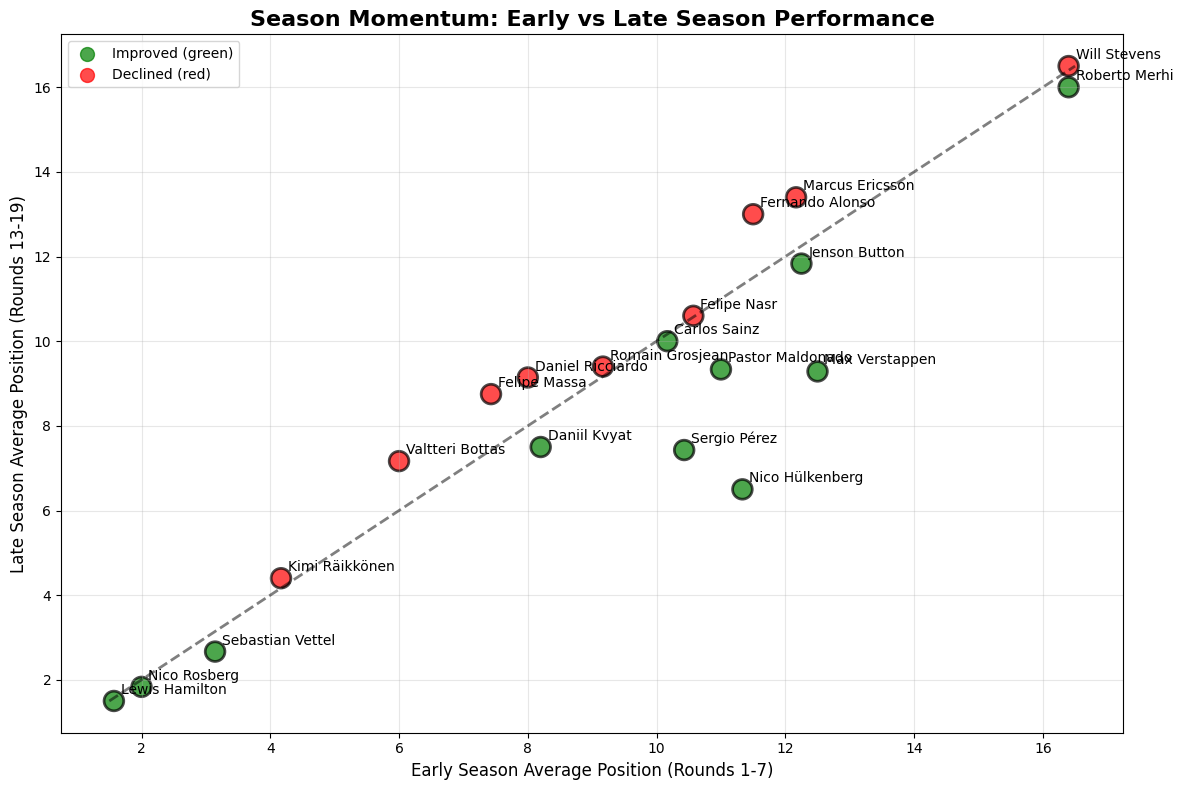 Season Momentum: Early vs Late Season Performance
Improved (green)
Declined (red)
Will Stevens
Roberto Merhi
Marcus Ericsson
Fernando Alonso
Jenson Button
Felipe Nasr
Carlos Sainz
Romain Grosjean
Pastor Maldonado
Max Verstappen
Daniel Ricciardo
Felipe Massa
Daniil Kvyat
Sergio Pérez
Valtteri Bottas
Nico Hülkenberg
Kimi Räikkönen
Sebastian Vettel
Nico Rosberg
Lewis Hamilton
16
14
12
10
8
6
4
2
Late Season Average Position (Rounds 13-19)
2
4
6
8
10
12
14
16
Early Season Average Position (Rounds 1-7)